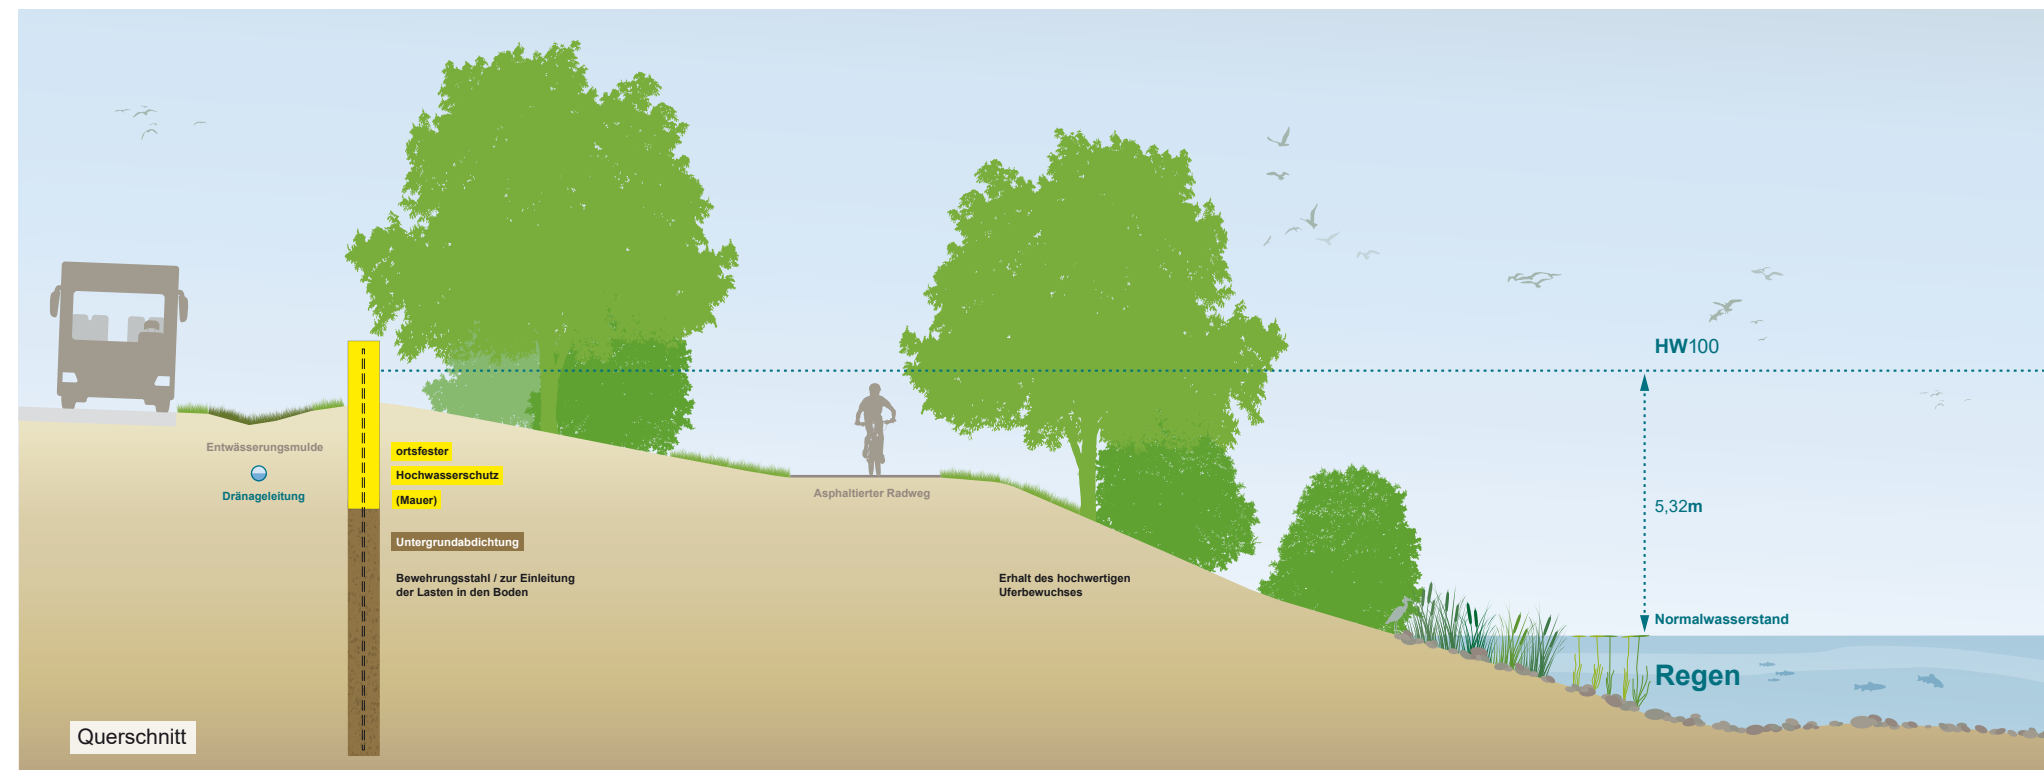 HW100
Entwässerungsmulde
Dränageleitung
ortsfester
Hochwasserschutz
(Mauer)
Asphaltierter Radweg
5,32m
Untergrundabdichtung
Bewehrungsstahl / zur Einleitung
der Lasten in den Boden
Erhalt des hochwertigen
Uferbewuchses
Normalwasserstand
Regen
Querschnitt